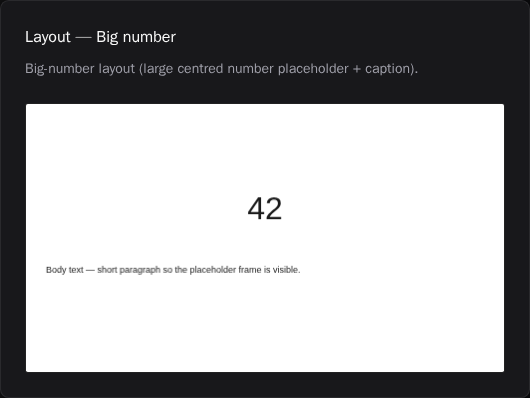 Layout — Big number
Big-number layout (large centred number placeholder + caption).
42
Body text — short paragraph so the placeholder frame is visible.